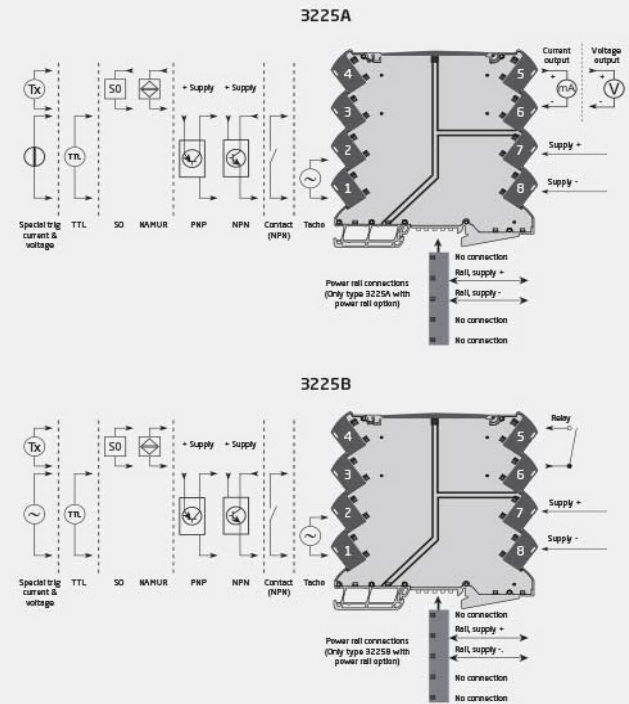 3225A
Current output
Voltage output
4
5
Tx
S0
+ Supply
+ Supply
+
mA
-
+
V
-
3
6
TTL
2
7
Supply +
1
8
Supply -
Special trig current & voltage
TTL
SO
NAMUR
PNP
NPN
Contact (NPN)
Tacho
No connection
Power rail connections
(Only type 3225A with
power rail option)
Rail, supply +
Rail, supply -
No connection
No connection
3225B
Relay
4
5
Tx
S0
+ Supply
+ Supply
3
6
TTL
2
7
Supply +
1
8
Supply -
Special trig current & voltage
TTL
SO
NAMUR
PNP
NPN
Contact (NPN)
Tacho
No connection
Power rail connections
(Only type 3225B with
power rail option)
Rail, supply +
Rail, supply -.
No connection
No connection